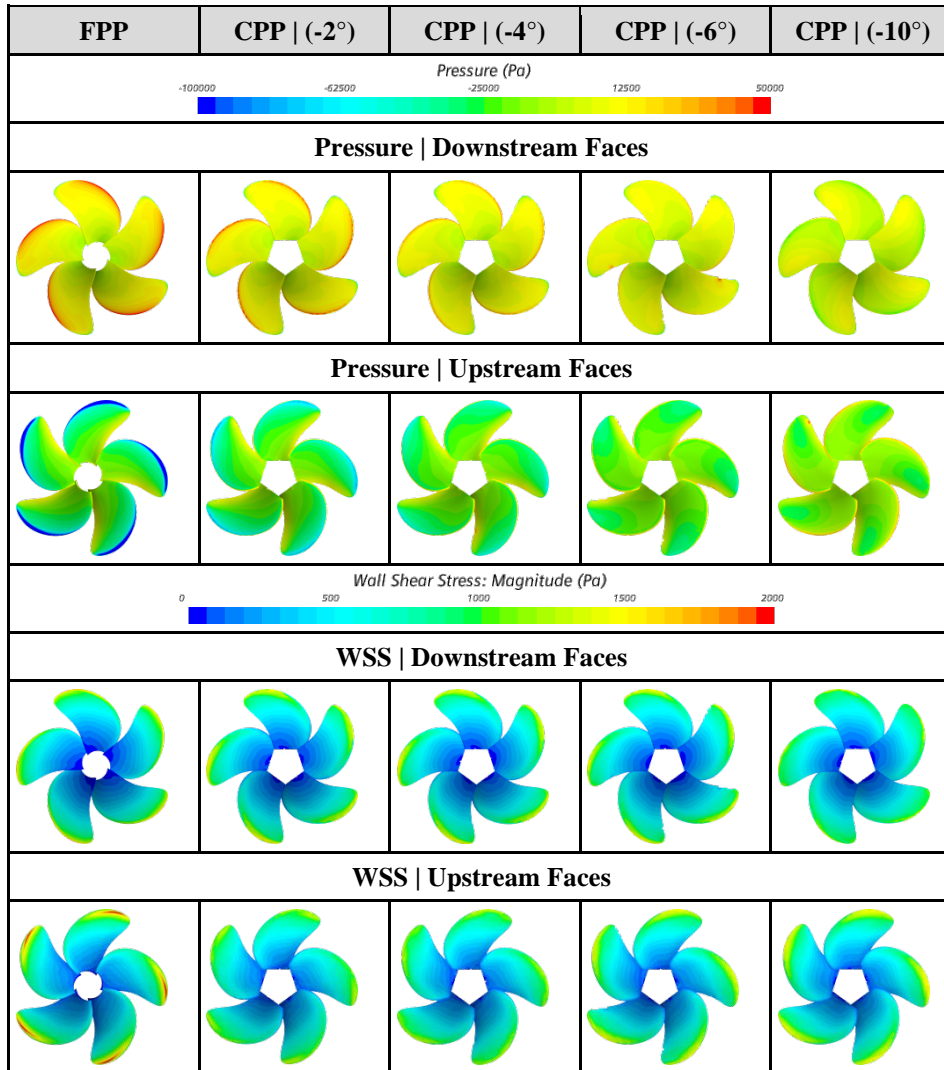 FPP CPP | (-2°) CPP | (-4°) CPP | (-6°) CPP | (-10°)
Pressure (Pa)
-100000 -62500 -25000 12500 50000
Pressure | Downstream Faces
Pressure | Upstream Faces
Wall Shear Stress: Magnitude (Pa)
0 500 1000 1500 2000
WSS | Downstream Faces
WSS | Upstream Faces